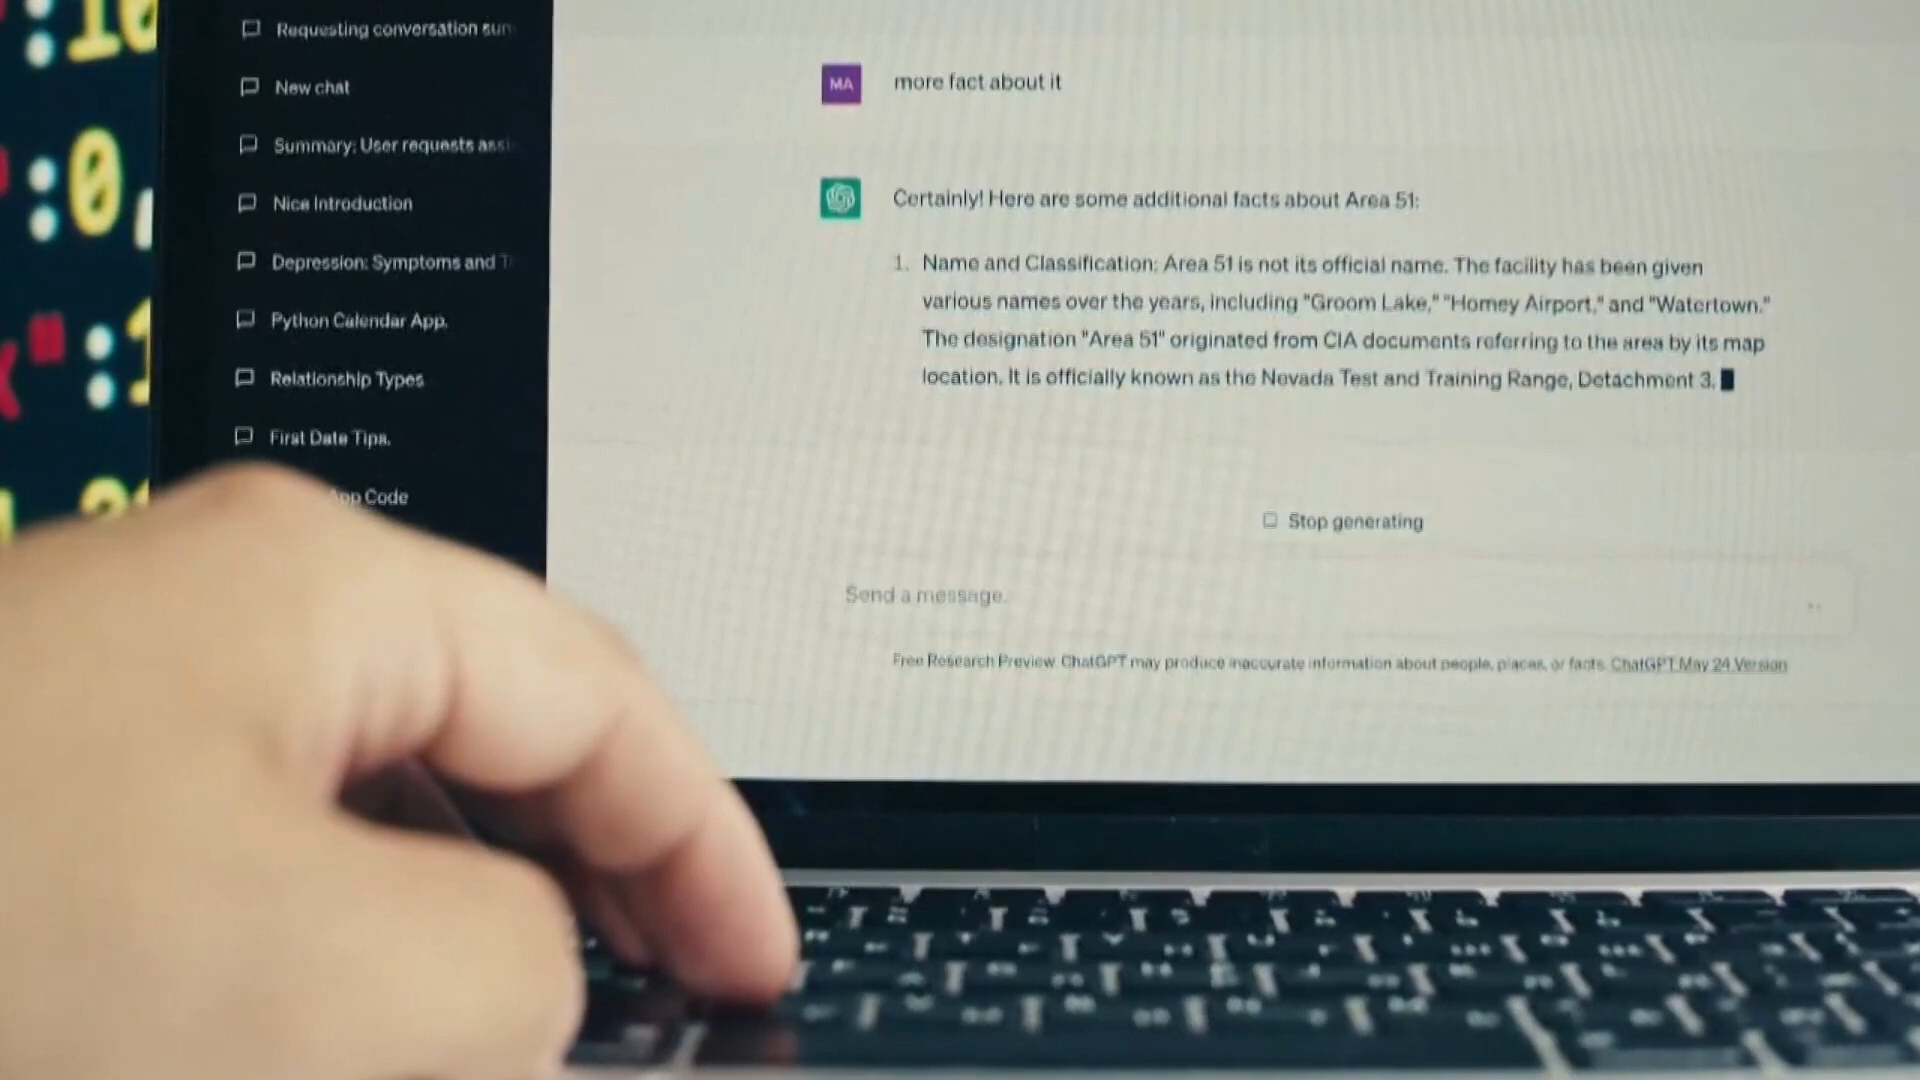 Requesting conversation sum
New chat
Summary: User requests assi
Nice Introduction
Depression: Symptoms and T
Python Calendar App.
Relationship Types
First Date Tips.
App Code
MA
more fact about it
Certainly! Here are some additional facts about Area 51:
1. Name and Classification: Area 51 is not its official name. The facility has been given
various names over the years, including "Groom Lake," "Homey Airport," and "Watertown."
The designation "Area 51" originated from CIA documents referring to the area by its map
location. It is officially known as the Nevada Test and Training Range, Detachment 3.
Stop generating
Send a message.
Free Research Preview. ChatGPT may produce inaccurate information about people, places, or facts. ChatGPT May 24 Version
:10
:0,
":1